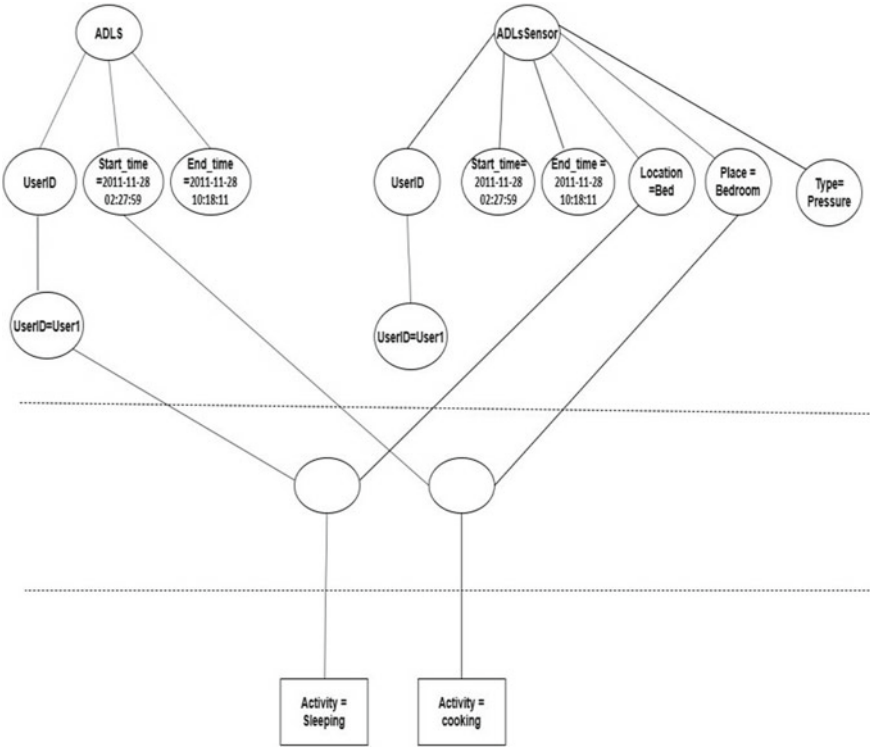 ADLS
ADLsSensor
UserID
Start_time
=2011-11-28
02:27:59
End_time
=2011-11-28
10:18:11
UserID
Start_time=
2011-11-28
02:27:59
End_time =
2011-11-28
10:18:11
Location
=Bed
Place =
Bedroom
Type=
Pressure
UserID=User1
UserID=User1
Activity =
Sleeping
Activity =
cooking